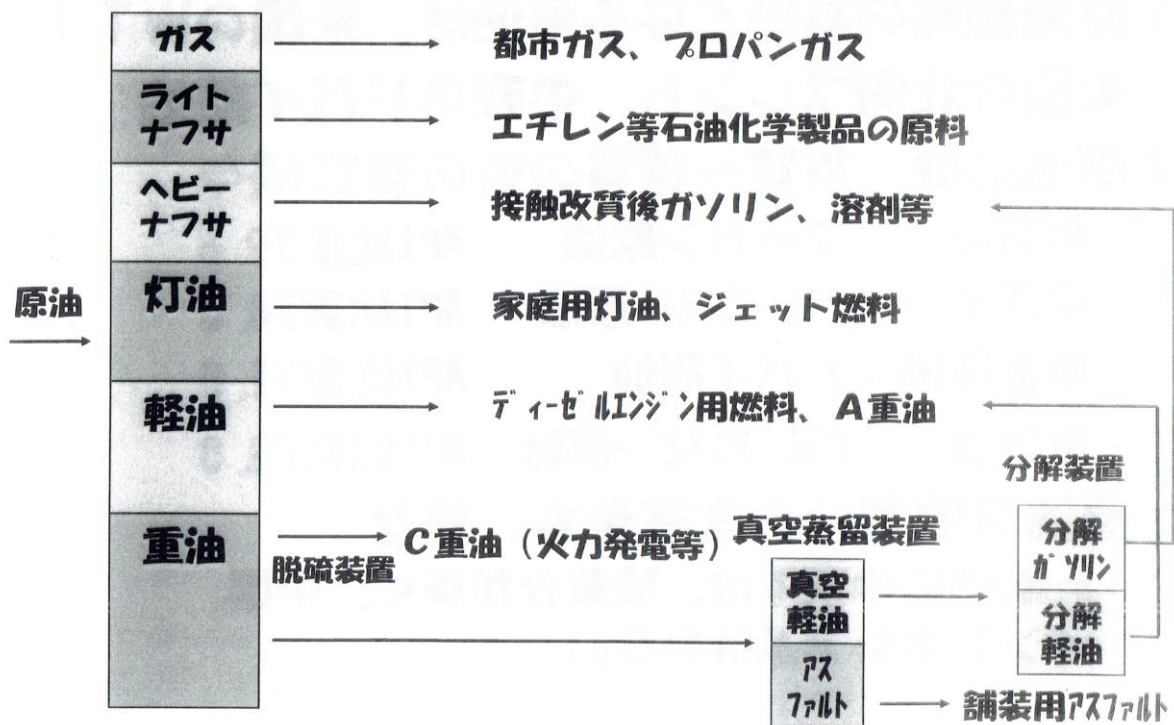 ガス
都市ガス、プロパンガス
ライト
ナフサ
エチレン等石油化学製品の原料
ヘビー
ナフサ
接触改質後ガソリン、溶剤等
原油
灯油
家庭用灯油、ジェット燃料
軽油
ディーゼルエンジン用燃料、A重油
重油
脱硫装置
C重油(火力発電等)
真空蒸留装置
真空
軽油
アス
ファルト
分解装置
分解
ガソリン
分解
軽油
舗装用アスファルト